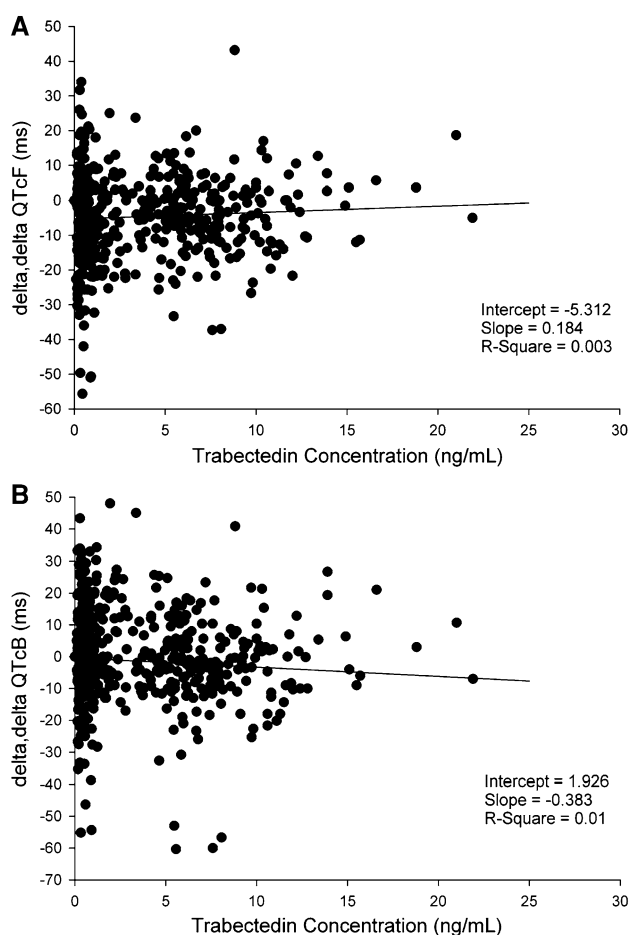 A
50
40
30
20
10
0
-10
-20
-30
-40
-50
-60
delta,delta QTcF (ms)
Intercept = -5.312
Slope = 0.184
R-Square = 0.003
0 5 10 15 20 25 30
Trabectedin Concentration (ng/mL)
B
50
40
30
20
10
0
-10
-20
-30
-40
-50
-60
-70
delta,delta QTcB (ms)
Intercept = 1.926
Slope = -0.383
R-Square = 0.01
0 5 10 15 20 25 30
Trabectedin Concentration (ng/mL)